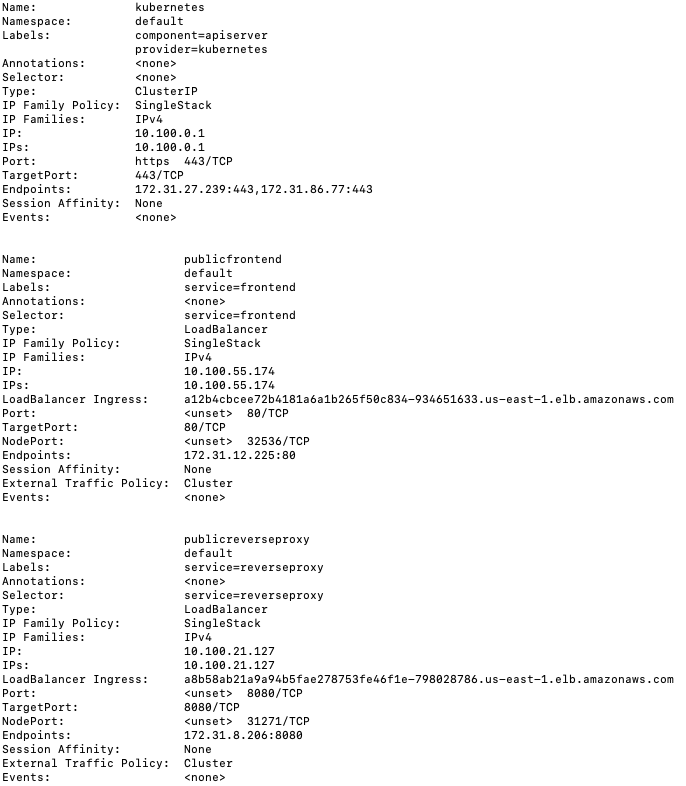 Name:              kubernetes
Namespace:         default
Labels:            component=apiserver
                   provider=kubernetes
Annotations:       <none>
Selector:          <none>
Type:              ClusterIP
IP Family Policy:  SingleStack
IP Families:       IPv4
IP:                10.100.0.1
IPs:               10.100.0.1
Port:              https  443/TCP
TargetPort:        443/TCP
Endpoints:         172.31.27.239:443,172.31.86.77:443
Session Affinity:  None
Events:            <none>

Name:                     publicfrontend
Namespace:                default
Labels:                   service=frontend
Annotations:              <none>
Selector:                 service=frontend
Type:                     LoadBalancer
IP Family Policy:         SingleStack
IP Families:              IPv4
IP:                       10.100.55.174
IPs:                      10.100.55.174
LoadBalancer Ingress:     a12b4cbcee72b4181a6a1b265f50c834-934651633.us-east-1.elb.amazonaws.com
Port:                     <unset>  80/TCP
TargetPort:               80/TCP
NodePort:                 <unset>  32536/TCP
Endpoints:                172.31.12.225:80
Session Affinity:         None
External Traffic Policy:  Cluster
Events:                   <none>

Name:                     publicreverseproxy
Namespace:                default
Labels:                   service=reverseproxy
Annotations:              <none>
Selector:                 service=reverseproxy
Type:                     LoadBalancer
IP Family Policy:         SingleStack
IP Families:              IPv4
IP:                       10.100.21.127
IPs:                      10.100.21.127
LoadBalancer Ingress:     a8b58ab21a9a94b5fae278753fe46f1e-798028786.us-east-1.elb.amazonaws.com
Port:                     <unset>  8080/TCP
TargetPort:               8080/TCP
NodePort:                 <unset>  31271/TCP
Endpoints:                172.31.8.206:8080
Session Affinity:         None
External Traffic Policy:  Cluster
Events:                   <none>